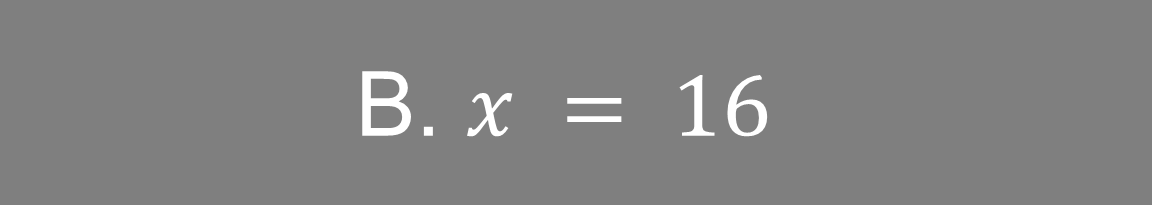 B. x = 16